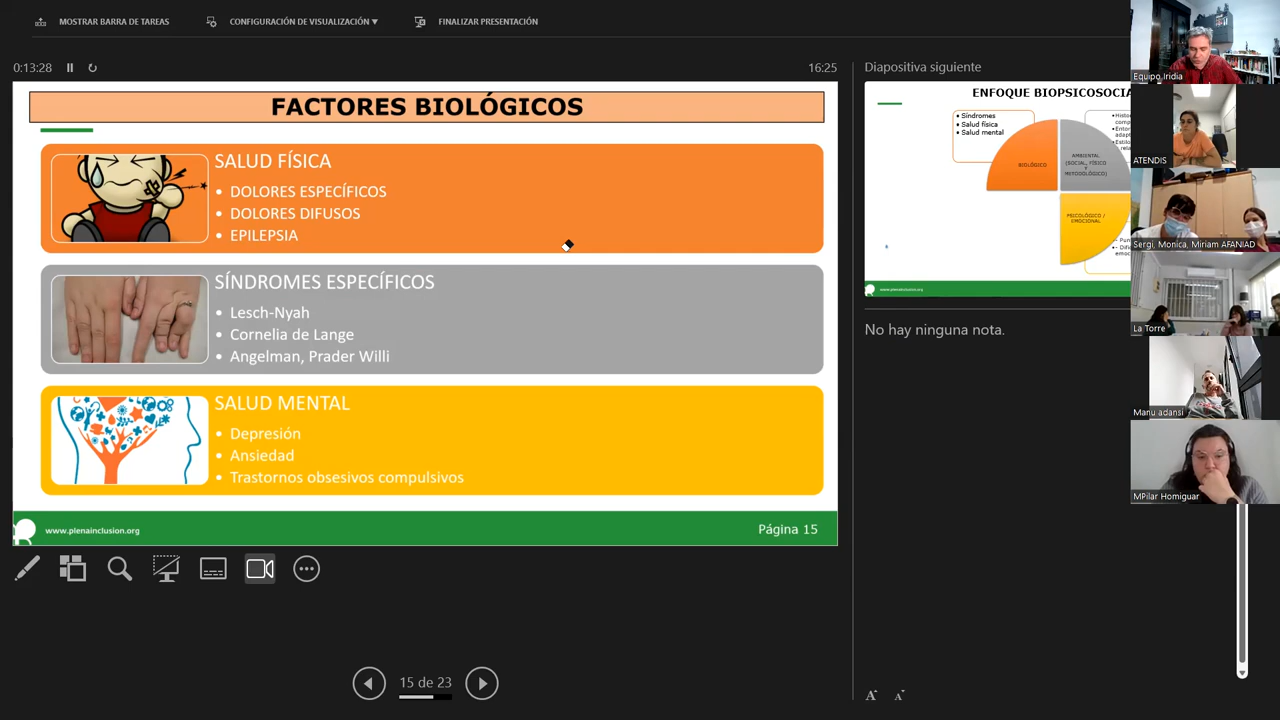 MOSTRAR BARRA DE TAREAS
CONFIGURACIÓN DE VISUALIZACIÓN ▼
FINALIZAR PRESENTACIÓN
0:13:28
16:25
FACTORES BIOLÓGICOS
SALUD FÍSICA
• DOLORES ESPECÍFICOS
• DOLORES DIFUSOS
• EPILEPSIA
SÍNDROMES ESPECÍFICOS
• Lesch-Nyah
• Cornelia de Lange
• Angelman, Prader Willi
SALUD MENTAL
• Depresión
• Ansiedad
• Trastornos obsesivos compulsivos
www.plenainclusion.org
Página 15
15 de 23
Diapositiva siguiente
ENFOQUE BIOPSICOSOCIA
• Síndromes
• Salud física
• Salud mental
BIOLÓGICO
AMBIENTAL
(SOCIAL, FÍSICO
Y
METODOLÓGICO)
PSICOLÓGICO /
EMOCIONAL
www.plenainclusion.org
No hay ninguna nota.
Equipo Iridia
ATENDIS
Sergi, Monica, Miriam AFANIAD
La Torre
Manu adansi
MPilar Homiguar